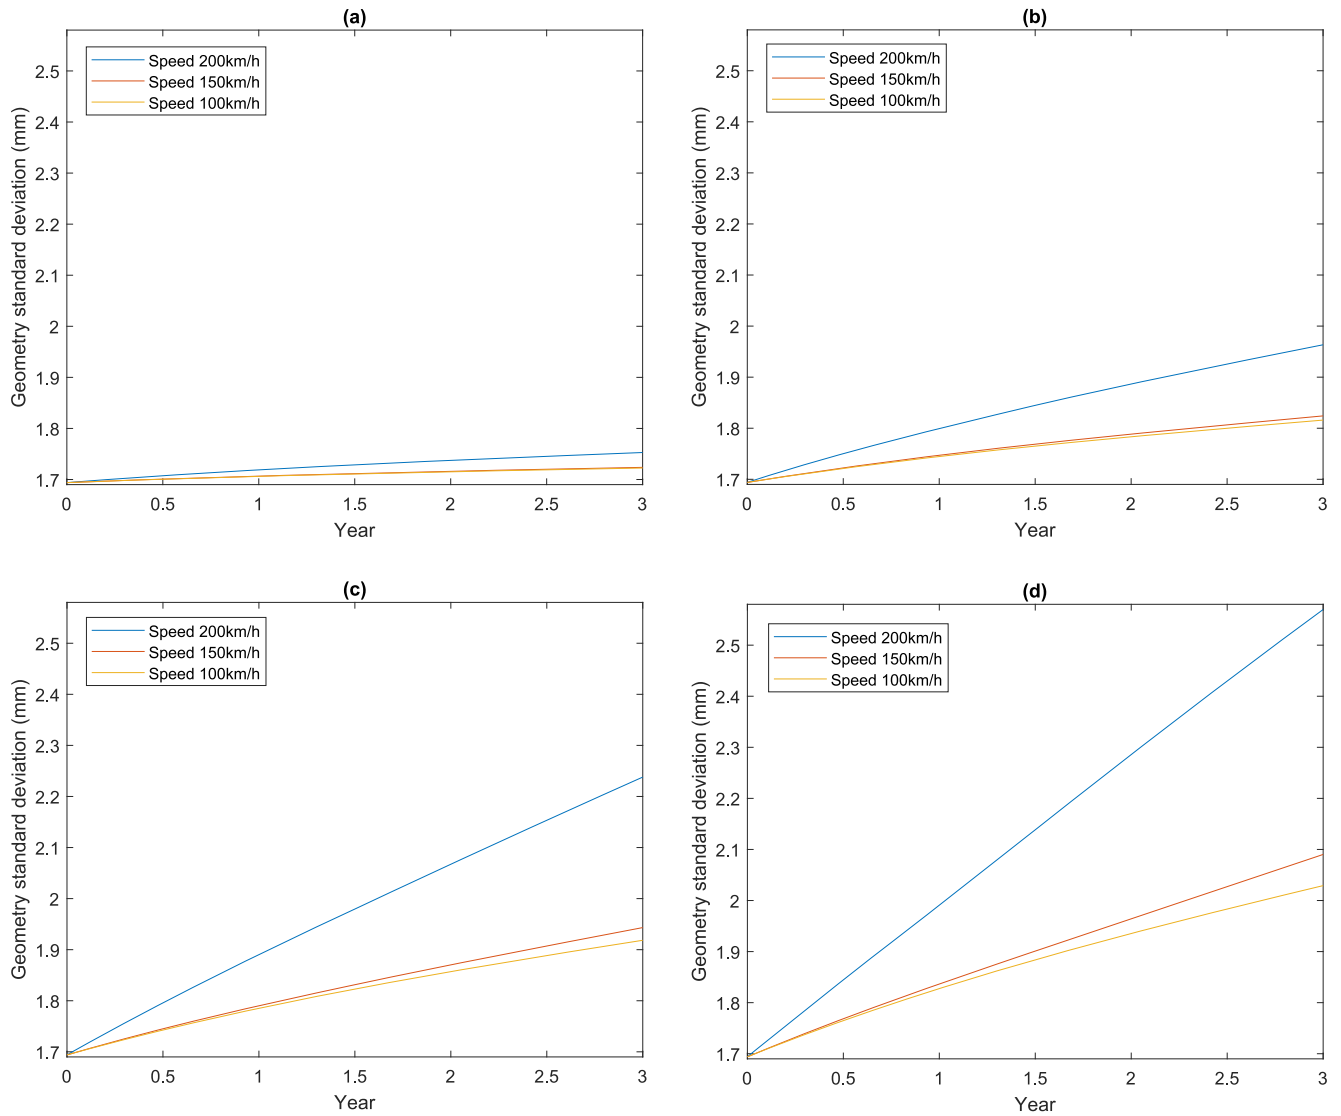 (a)
Geometry standard deviation (mm)
2.5
2.4
2.3
2.2
2.1
2
1.9
1.8
1.7
Speed 200km/h
Speed 150km/h
Speed 100km/h
0 0.5 1 1.5 2 2.5 3
Year
(b)
Geometry standard deviation (mm)
2.5
2.4
2.3
2.2
2.1
2
1.9
1.8
1.7
Speed 200km/h
Speed 150km/h
Speed 100km/h
0 0.5 1 1.5 2 2.5 3
Year
(c)
Geometry standard deviation (mm)
2.5
2.4
2.3
2.2
2.1
2
1.9
1.8
1.7
Speed 200km/h
Speed 150km/h
Speed 100km/h
0 0.5 1 1.5 2 2.5 3
Year
(d)
Geometry standard deviation (mm)
2.5
2.4
2.3
2.2
2.1
2
1.9
1.8
1.7
Speed 200km/h
Speed 150km/h
Speed 100km/h
0 0.5 1 1.5 2 2.5 3
Year